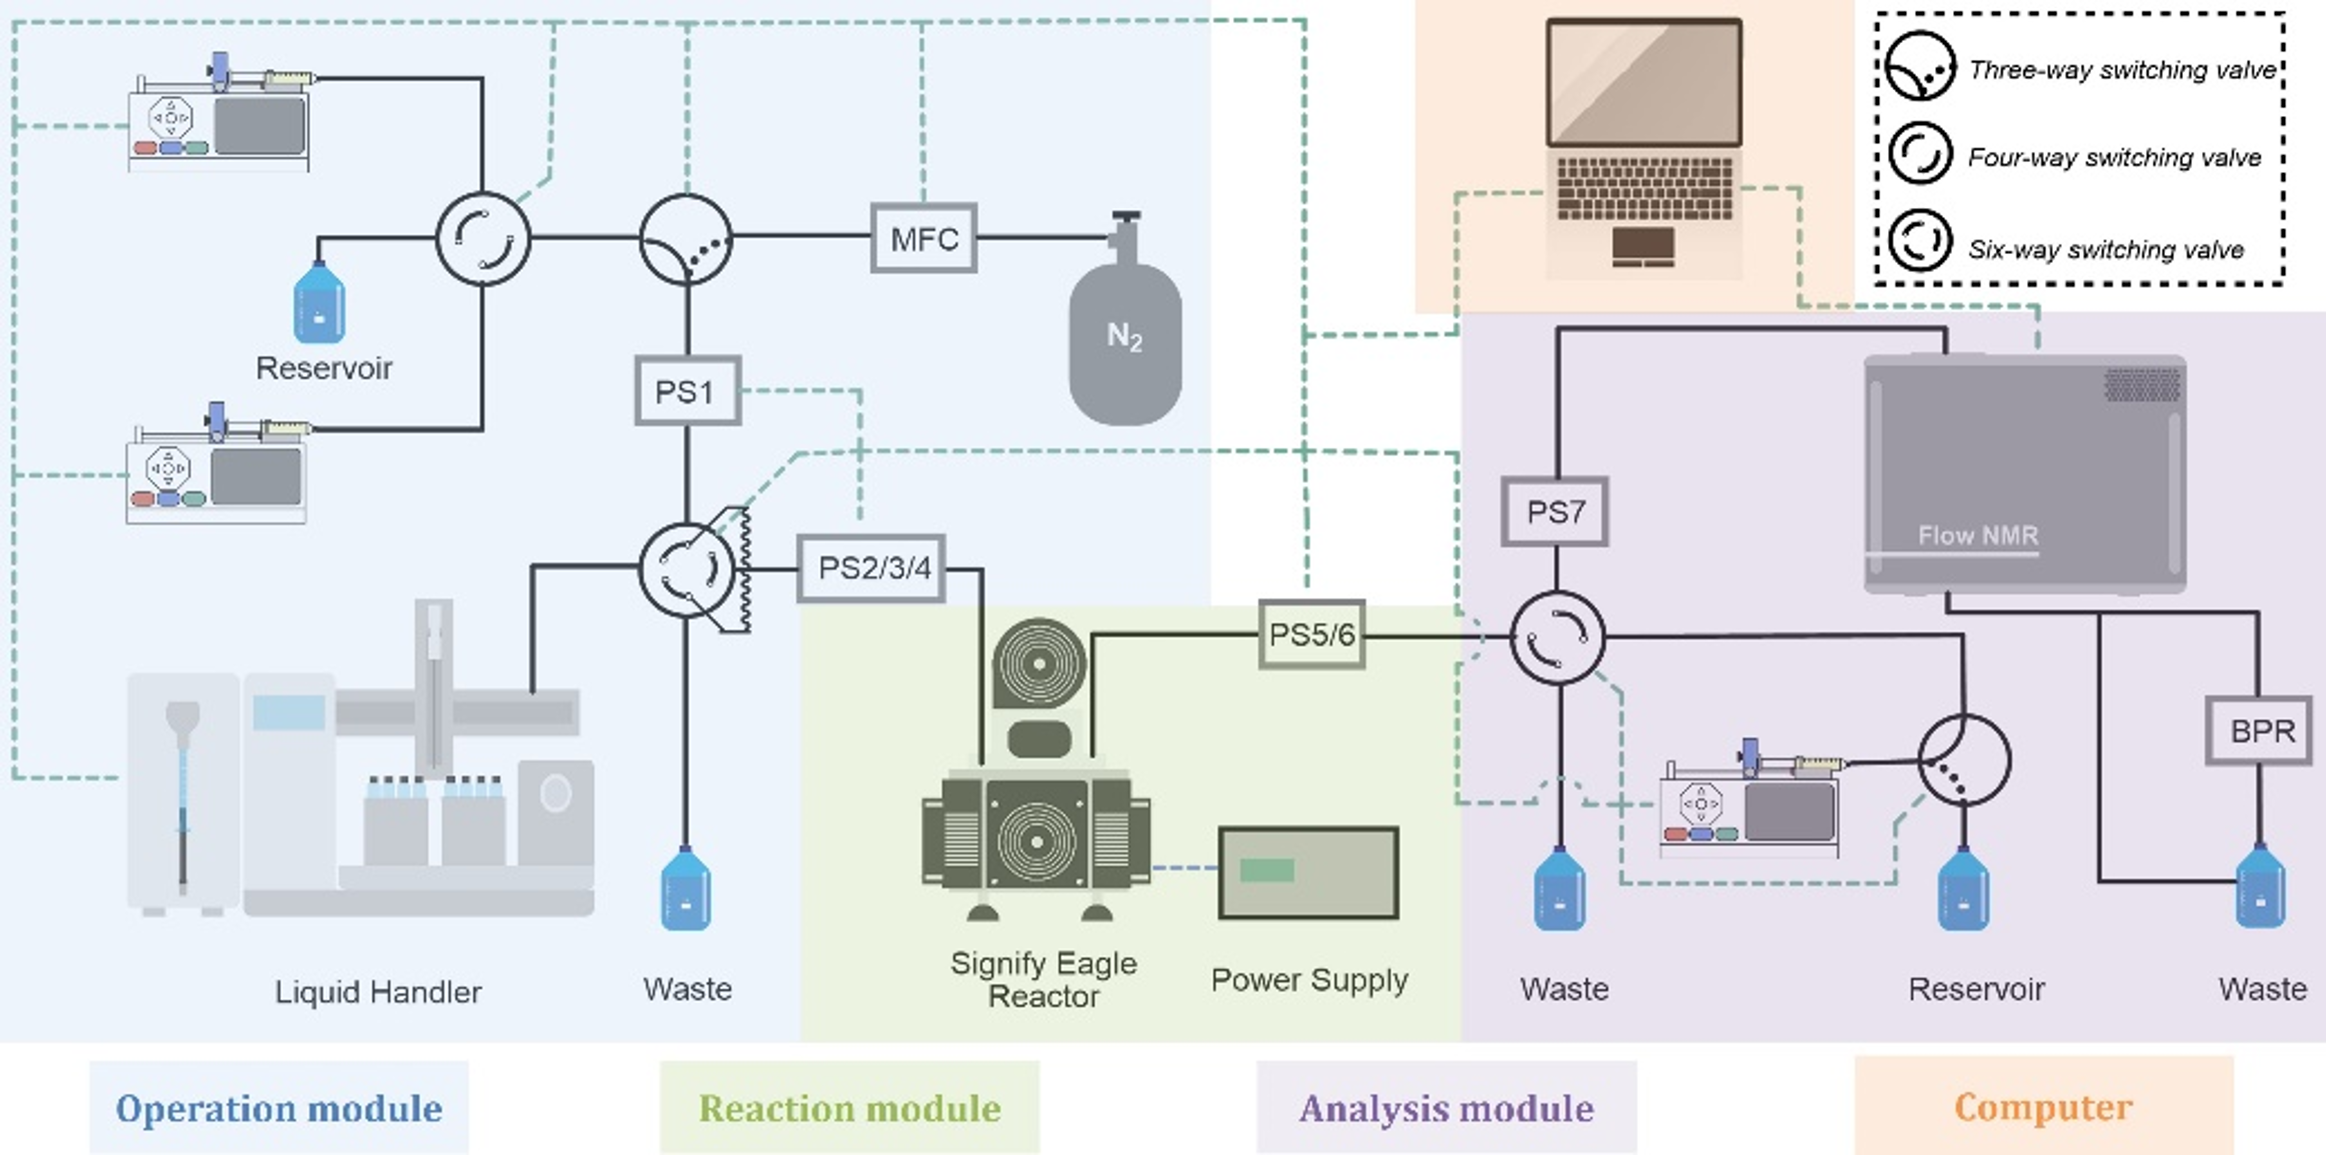 Three-way switching valve
Four-way switching valve
Six-way switching valve
MFC
N2
Reservoir
PS1
PS7
Flow NMR
PS2/3/4
PS5/6
BPR
Liquid Handler
Waste
Signify Eagle
Reactor
Power Supply
Waste
Reservoir
Waste
Operation module
Reaction module
Analysis module
Computer